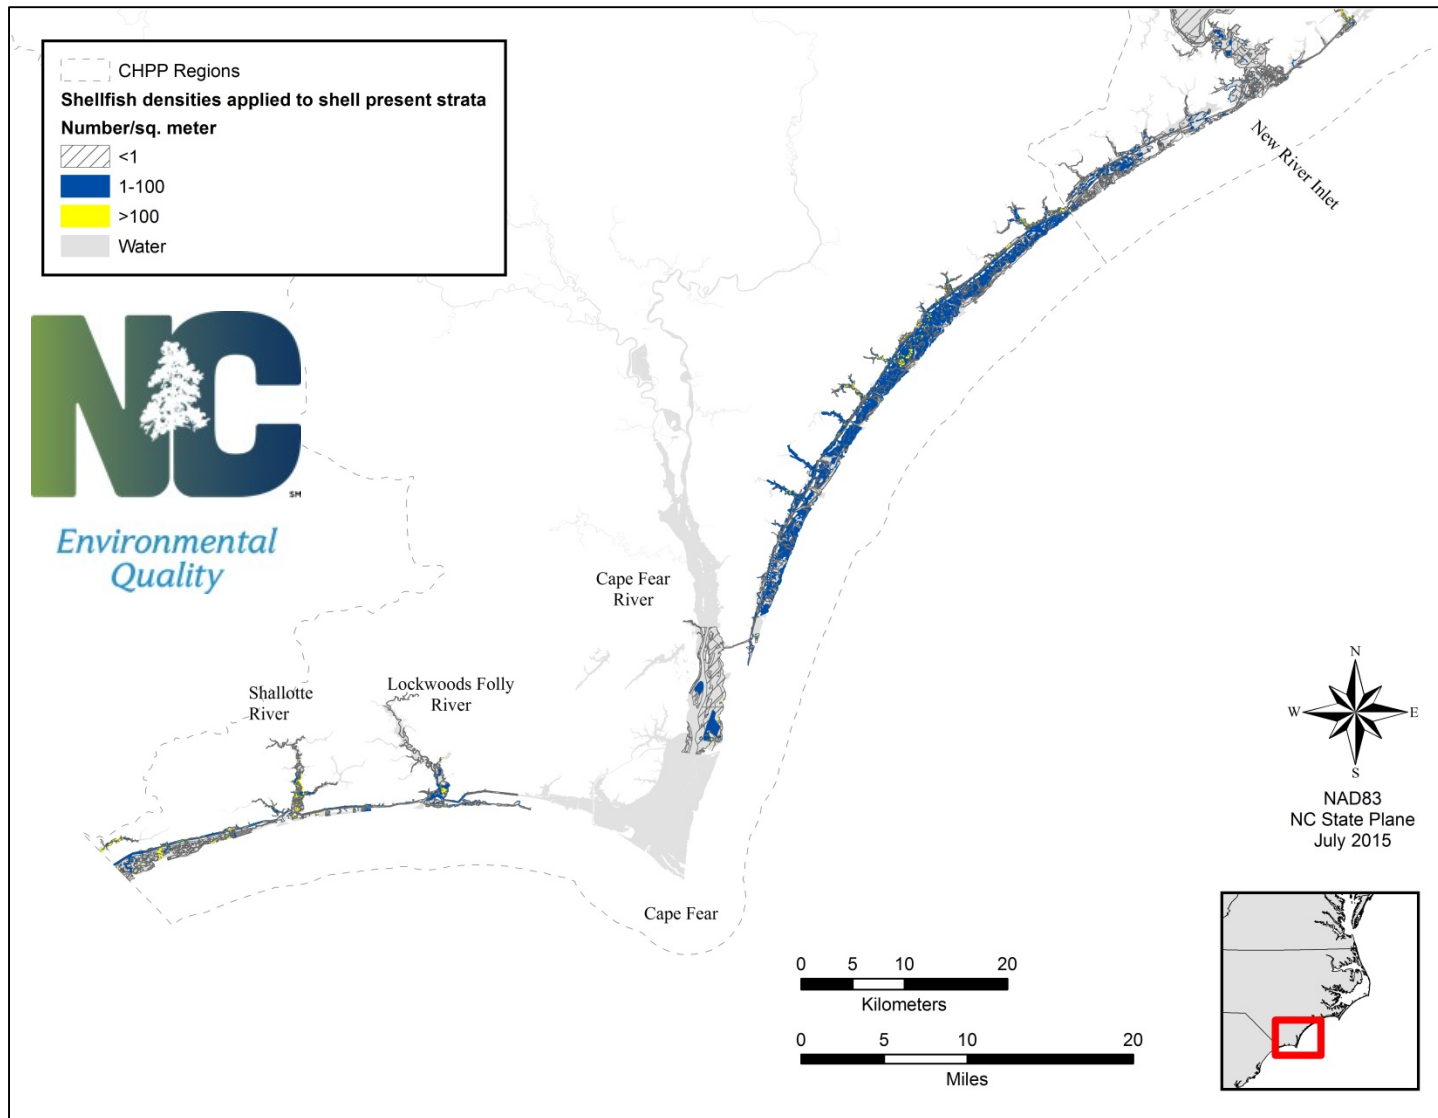 CHPP Regions
Shellfish densities applied to shell present strata
Number/sq. meter
<1
1-100
>100
Water
NC
SM
Environmental
Quality
New River Inlet
Cape Fear
River
Shallotte
River
Lockwoods Folly
River
Cape Fear
N
W
E
S
NAD83
NC State Plane
July 2015
0 5 10 20
Kilometers
0 5 10 20
Miles